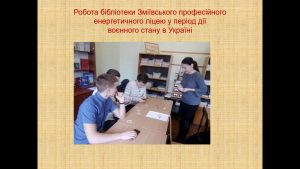 Робота бібліотеки Зміївського професійного
енергетичного ліцею у період дії
воєнного стану в Україні